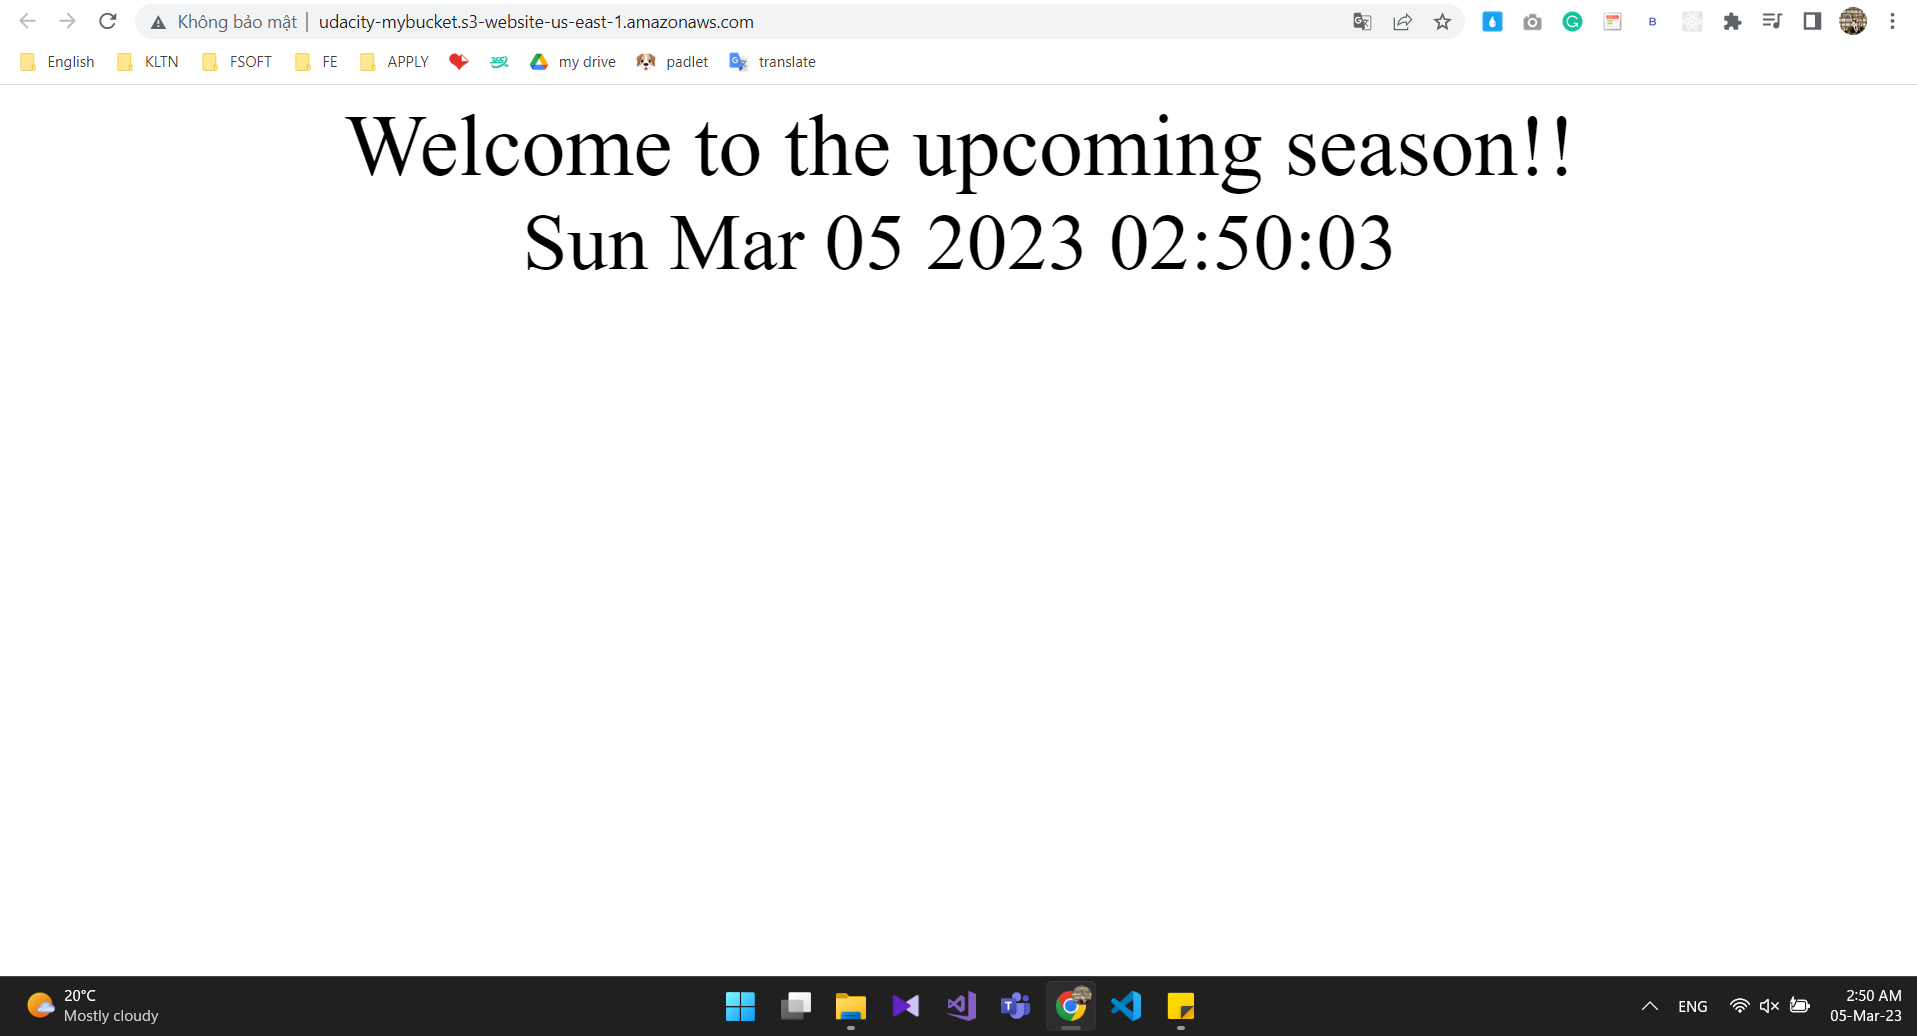 Không bảo mật | udacity-mybucket.s3-website-us-east-1.amazonaws.com
English KLTN FSOFT FE APPLY 365 my drive padlet translate
Welcome to the upcoming season!!
Sun Mar 05 2023 02:50:03
20°C
Mostly cloudy
ENG
2:50 AM
05-Mar-23